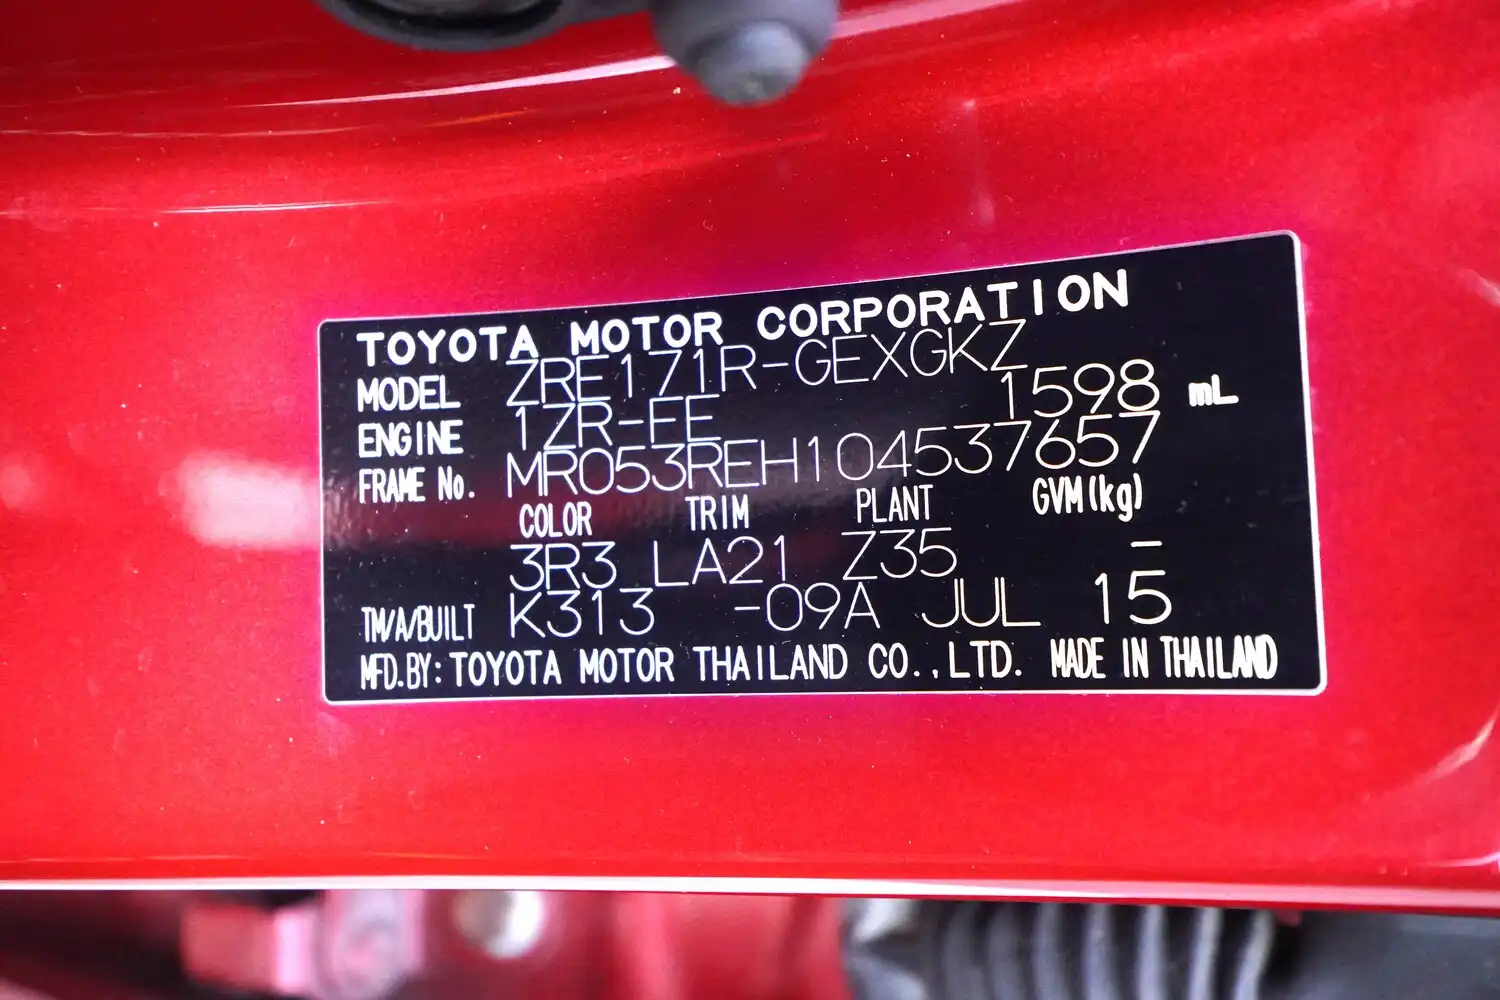 TOYOTA MOTOR CORPORATION
MODEL ZRE171R-GEXGKZ
ENGINE 1ZR-FE 1598 mL
FRAME No. MR053REH104537657
COLOR TRIM PLANT GVM(kg)
3R3 LA21 Z35 –
TM/A/BUILT K313 -09A JUL 15
MFD.BY: TOYOTA MOTOR THAILAND CO.,LTD. MADE IN THAILAND